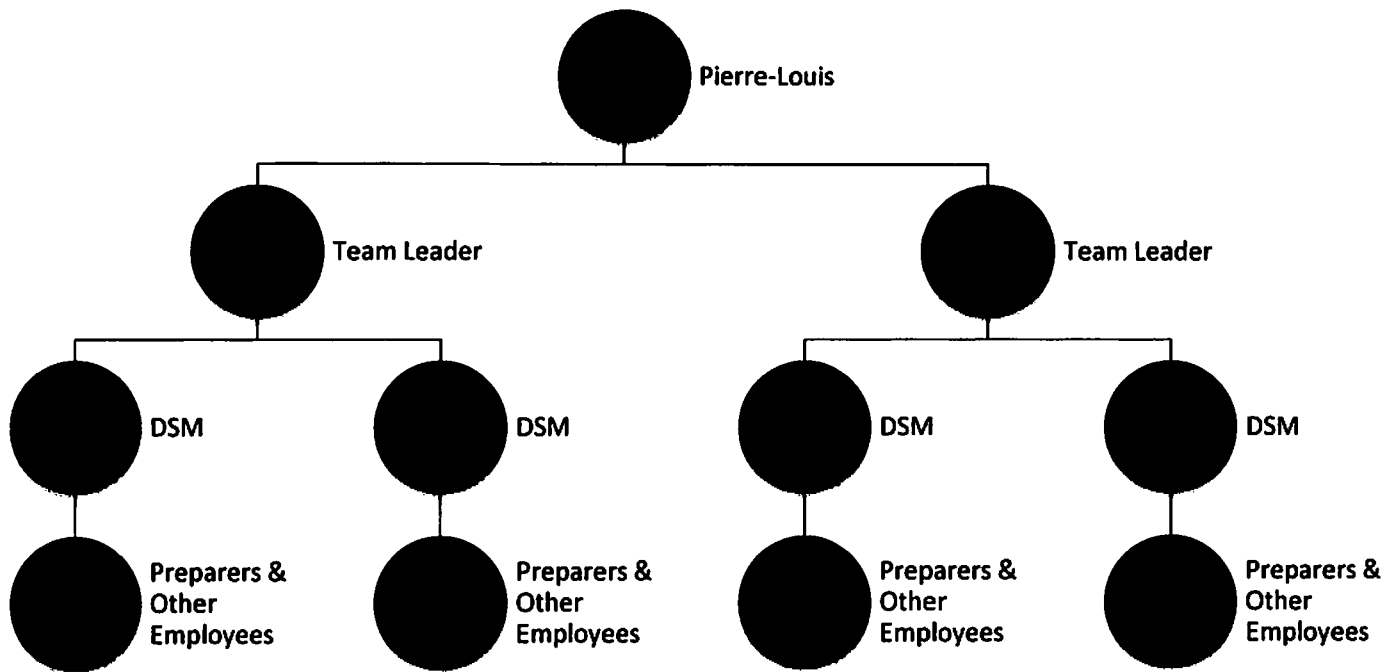 Pierre-Louis
Team Leader
Team Leader
DSM
DSM
DSM
DSM
Preparers &
Other
Employees
Preparers &
Other
Employees
Preparers &
Other
Employees
Preparers &
Other
Employees